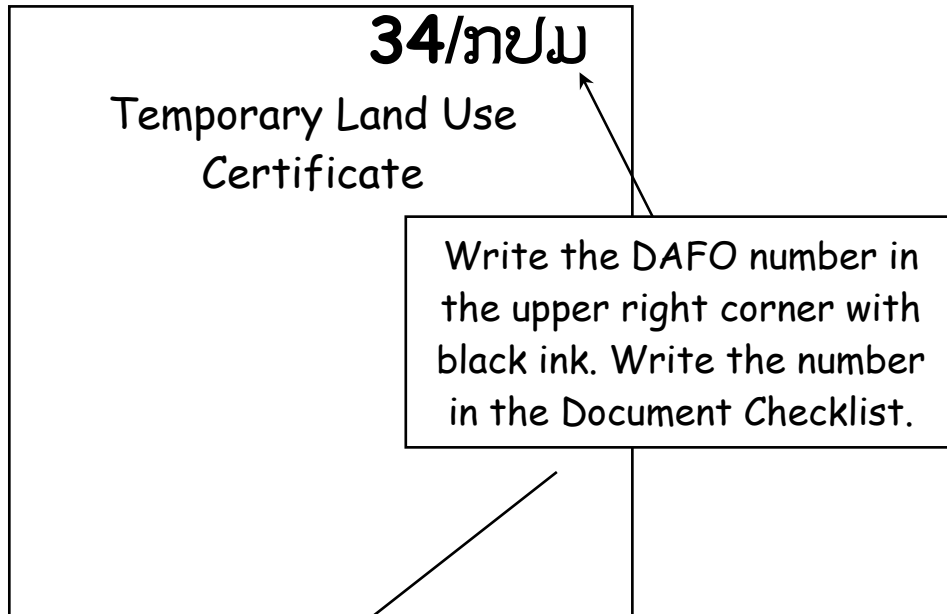 34/ກປມ
Temporary Land Use
Certificate
Write the DAFO number in
the upper right corner with
black ink. Write the number
in the Document Checklist.